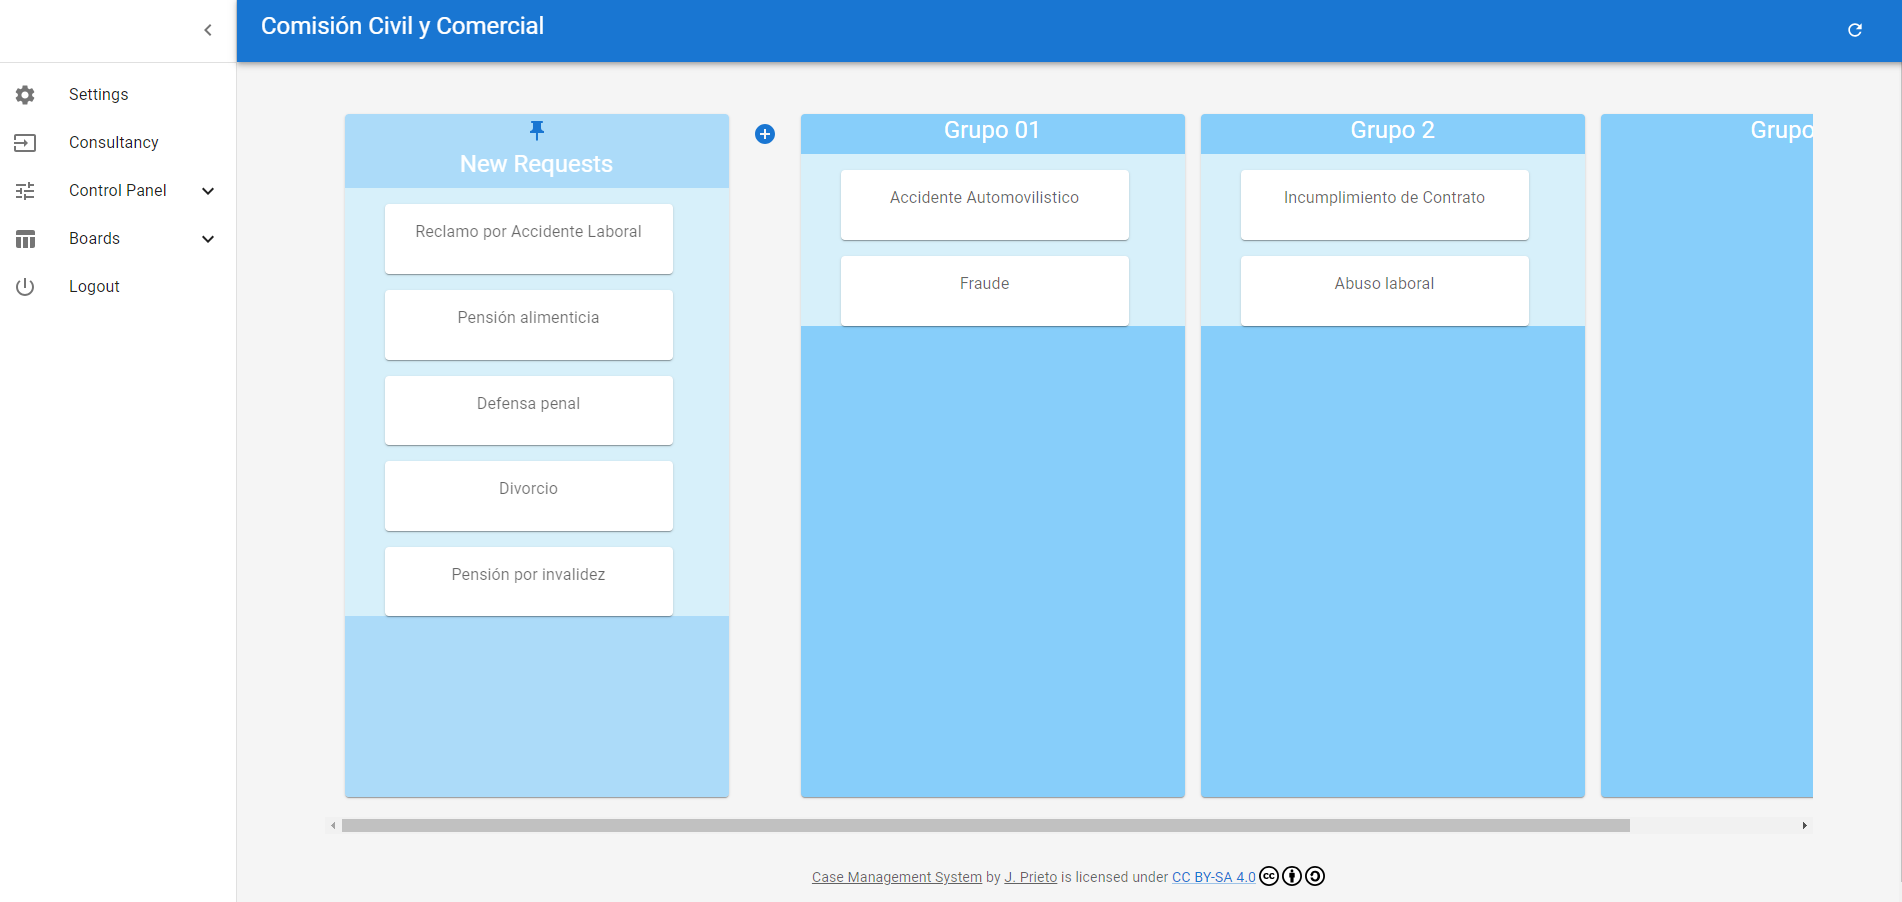 Comisión Civil y Comercial
Settings
Consultancy
Control Panel
Boards
Logout
New Requests
Reclamo por Accidente Laboral
Pensión alimenticia
Defensa penal
Divorcio
Pensión por invalidez
Grupo 01
Accidente Automovilistico
Fraude
Grupo 2
Incumplimiento de Contrato
Abuso laboral
Grupo
Case Management System by J. Prieto is licensed under CC BY-SA 4.0